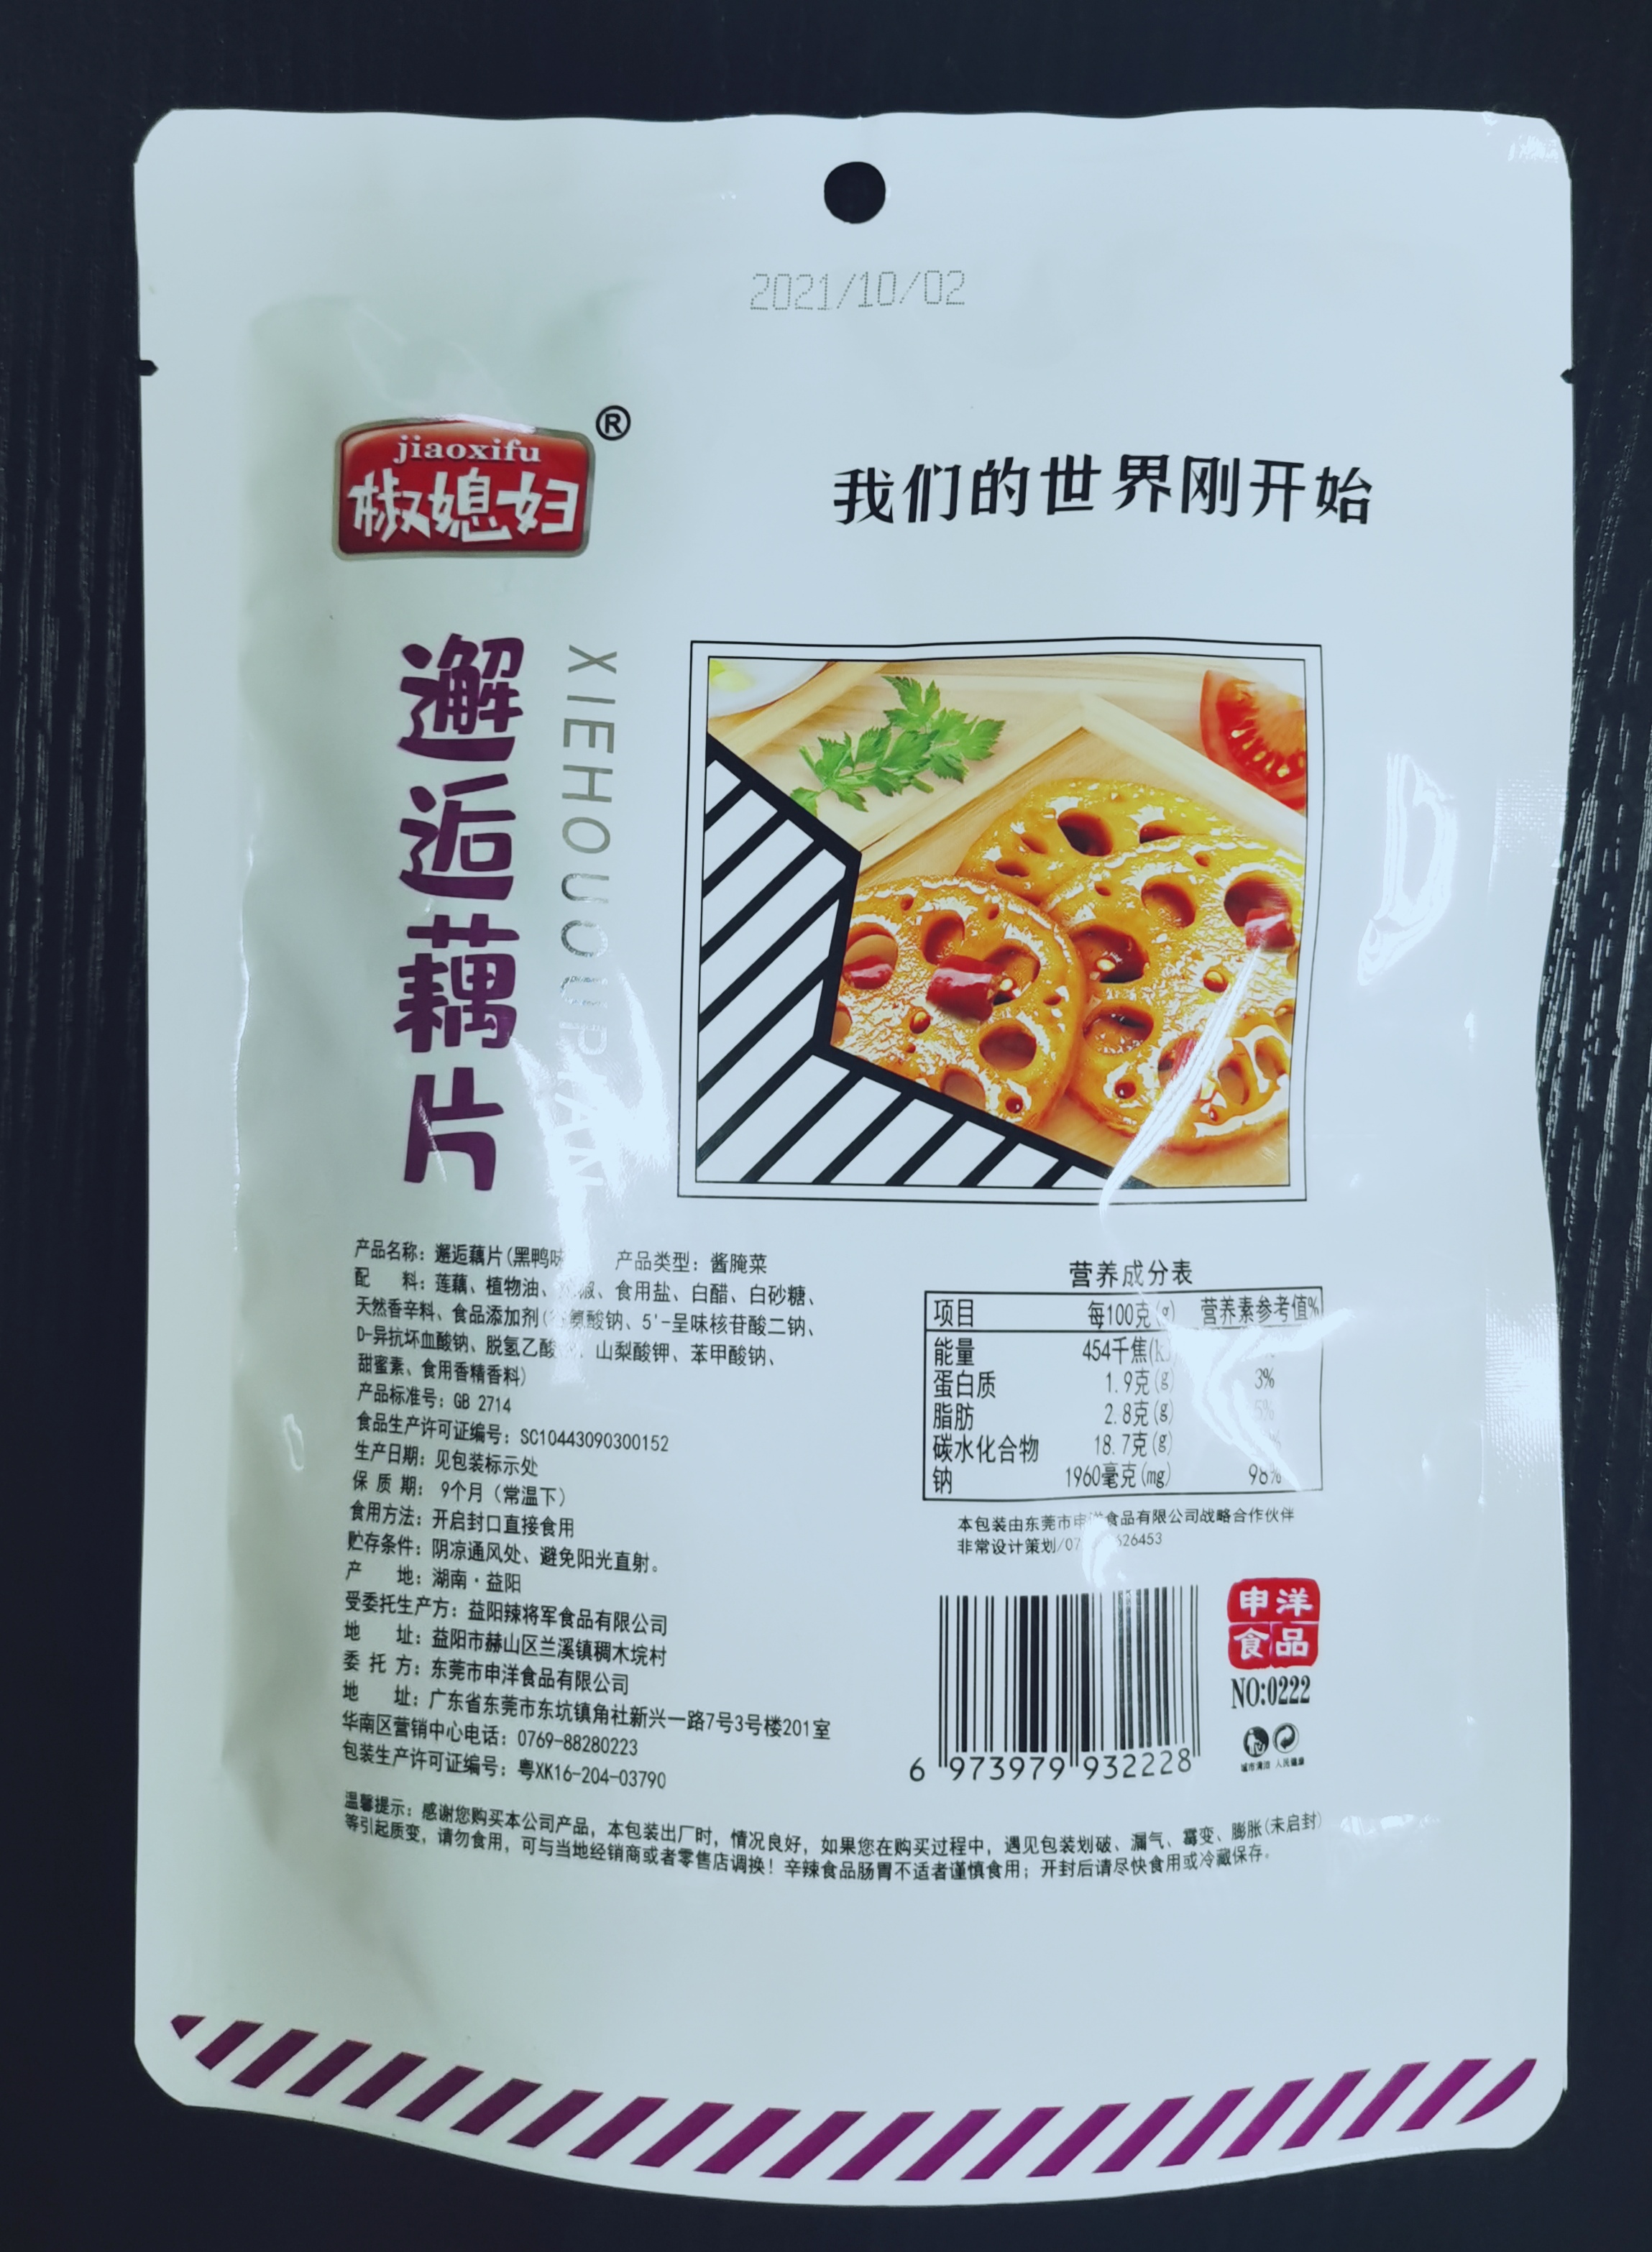 2021/10/02
jiaoxifu
®
椒媳妇
我们的世界刚开始
邂逅藕片
XIEHOUOUPIAN
产品名称：邂逅藕片(黑鸭味 产品类型：酱腌菜
配 料：莲藕、植物油、 椒、食用盐、白醋、白砂糖、
天然香辛料、食品添加剂( 氨酸钠、5'-呈味核苷酸二钠、
D-异抗坏血酸钠、脱氢乙酸 、山梨酸钾、苯甲酸钠、
甜蜜素、食用香精香料)
产品标准号：GB 2714
食品生产许可证编号：SC10443090300152
生产日期：见包装标示处
保 质 期： 9个月（常温下）
食用方法：开启封口直接食用
贮存条件：阴凉通风处、避免阳光直射。
产 地：湖南·益阳
受委托生产方：益阳辣将军食品有限公司
地 址：益阳市赫山区兰溪镇稠木垸村
委 托 方：东莞市申洋食品有限公司
地 址：广东省东莞市东坑镇角社新兴一路7号3号楼201室
华南区营销中心电话：0769-88280223
包装生产许可证编号：粤XK16-204-03790
营养成分表
项目 每100克(g) 营养素参考值%
能量 454千焦(k
蛋白质 1.9克(g) 3%
脂肪 2.8克(g) 5%
碳水化合物 18.7克(g)
钠 1960毫克(mg) 98%
本包装由东莞市申洋食品有限公司战略合作伙伴
非常设计策划/07 626453
申洋
食品
NO:0222
城市清洁 人民健康
6 973979 932228
温馨提示：感谢您购买本公司产品，本包装出厂时，情况良好，如果您在购买过程中，遇见包装划破、漏气、霉变、膨胀(未启封)
等引起质变，请勿食用，可与当地经销商或者零售店调换！辛辣食品肠胃不适者谨慎食用；开封后请尽快食用或冷藏保存。